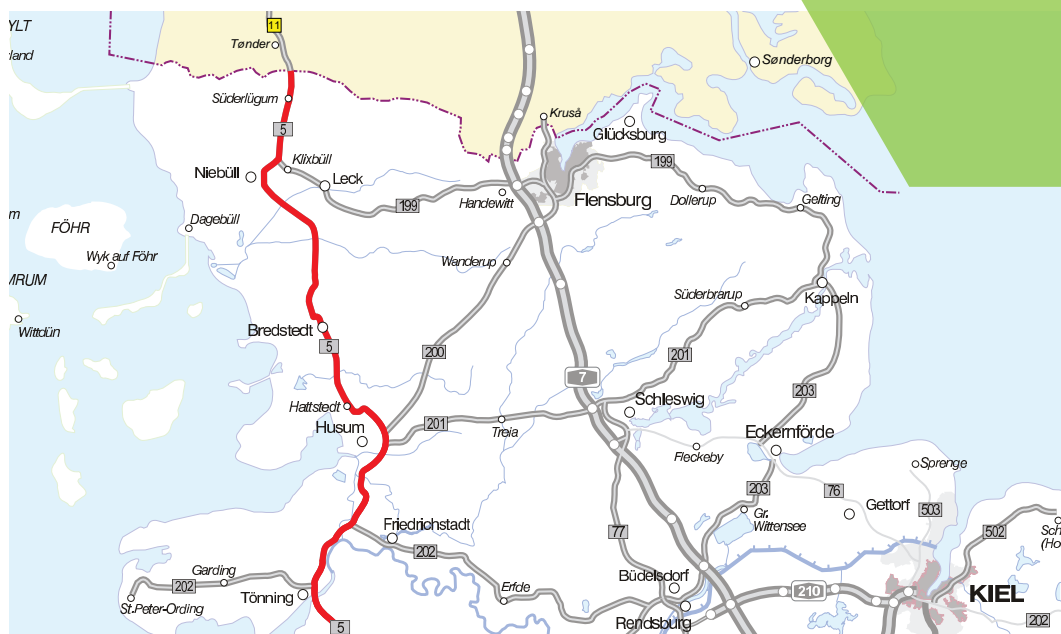 YLT
11
Tønder
land
Sønderborg
Süderlügum
5
Kruså
Glücksburg
Klixbüll
199
Niebüll
Leck
Handewitt
199
Flensburg
Dollerup
Gelting
Dagebüll
FÖHR
Wyk auf Föhr
Wanderup
MRUM
Süderbrarup
Kappeln
Wittdün
Bredstedt
5
200
201
7
203
Hattstedt
Schleswig
Husum
201
Treia
Eckernförde
Fleckeby
Sprenge
203
76
Gettorf
503
Gr.
Wittensee
Friedrichstadt
77
502
Sch
(Ho
202
Garding
202
Büdelsdorf
Erfde
Tönning
210
KIEL
St.Peter-Ording
Rendsburg
202
5